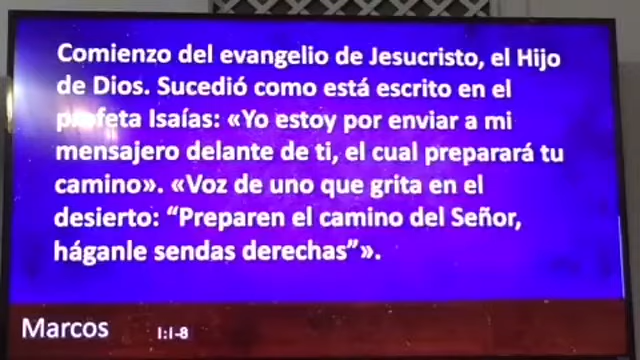 Comienzo del evangelio de Jesucristo, el Hijo
de Dios. Sucedió como está escrito en el
profeta Isaías: «Yo estoy por enviar a mi
mensajero delante de ti, el cual preparará tu
camino». «Voz de uno que grita en el
desierto: “Preparen el camino del Señor,
háganle sendas derechas”».
Marcos 1:1-8